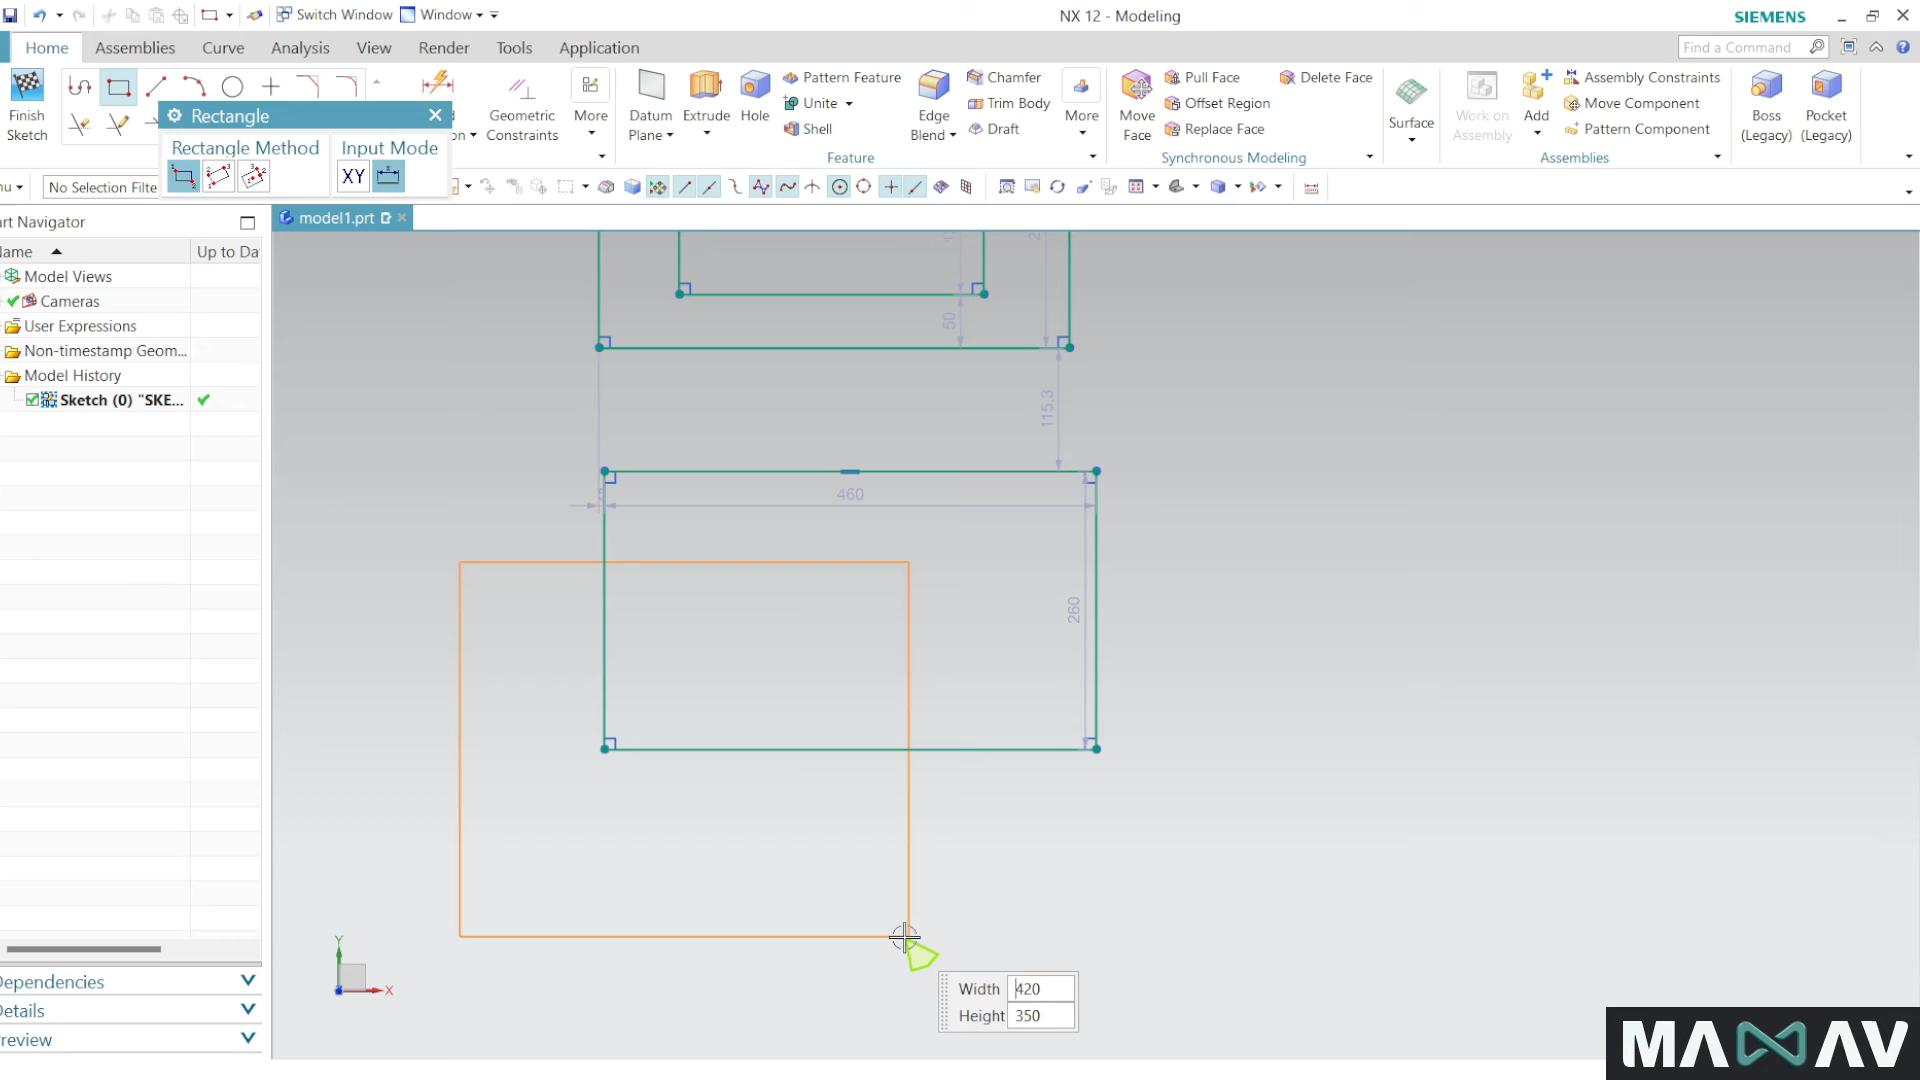 Switch Window
Window
NX 12 - Modeling
SIEMENS
Home
Assemblies
Curve
Analysis
View
Render
Tools
Application
Find a Command
Finish
Sketch
Rectangle
Rectangle Method
Input Mode
XY
Geometric
Constraints
More
Datum
Plane
Extrude
Hole
Pattern Feature
Unite
Shell
Edge
Blend
Chamfer
Trim Body
Draft
More
Feature
Move
Face
Pull Face
Offset Region
Replace Face
Delete Face
Synchronous Modeling
Surface
Work on
Assembly
Add
Assembly Constraints
Move Component
Pattern Component
Assemblies
Boss
(Legacy)
Pocket
(Legacy)
nu
No Selection Filte
model1.prt
art Navigator
Name
Up to Da
Model Views
Cameras
User Expressions
Non-timestamp Geom...
Model History
Sketch (0) "SKE...
50
115,3
460
260
Y
X
Width 420
Height 350
Dependencies
Details
Preview
MANAV